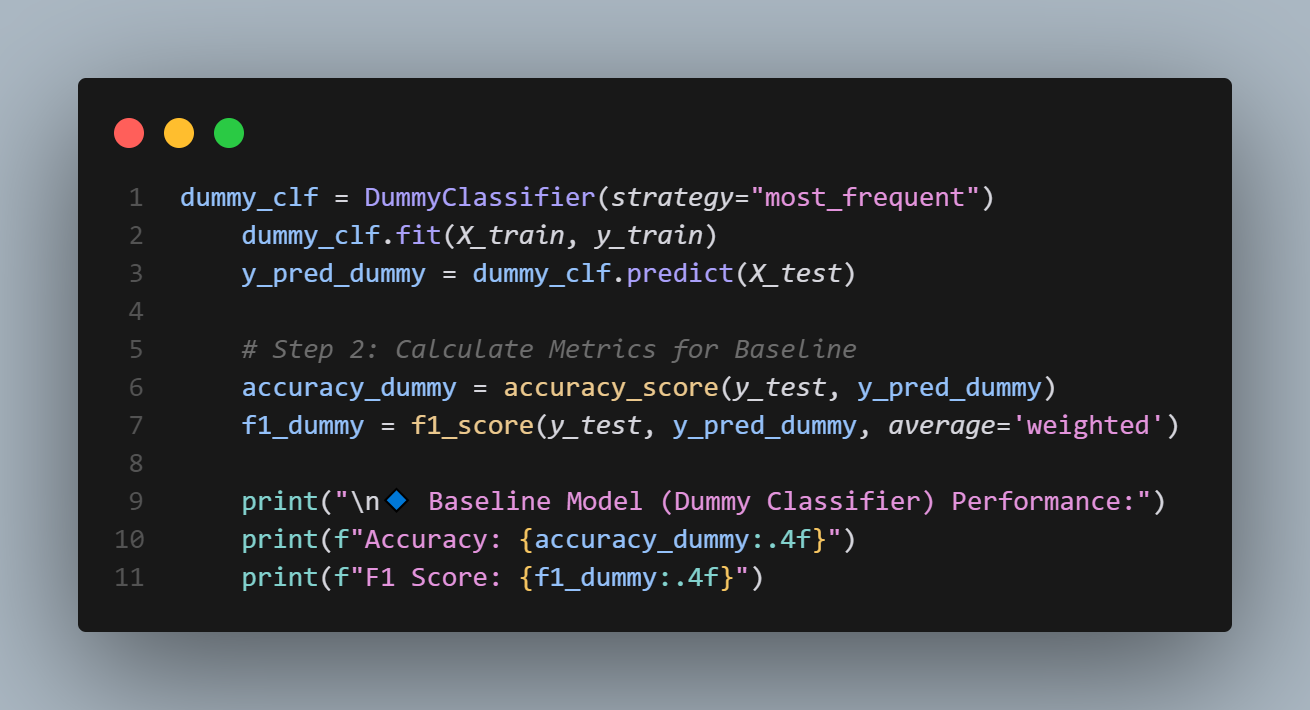 1 dummy_clf = DummyClassifier(strategy="most_frequent")
2     dummy_clf.fit(X_train, y_train)
3     y_pred_dummy = dummy_clf.predict(X_test)
4
5     # Step 2: Calculate Metrics for Baseline
6     accuracy_dummy = accuracy_score(y_test, y_pred_dummy)
7     f1_dummy = f1_score(y_test, y_pred_dummy, average='weighted')
8
9     print("\n🔷 Baseline Model (Dummy Classifier) Performance:")
10     print(f"Accuracy: {accuracy_dummy:.4f}")
11     print(f"F1 Score: {f1_dummy:.4f}")